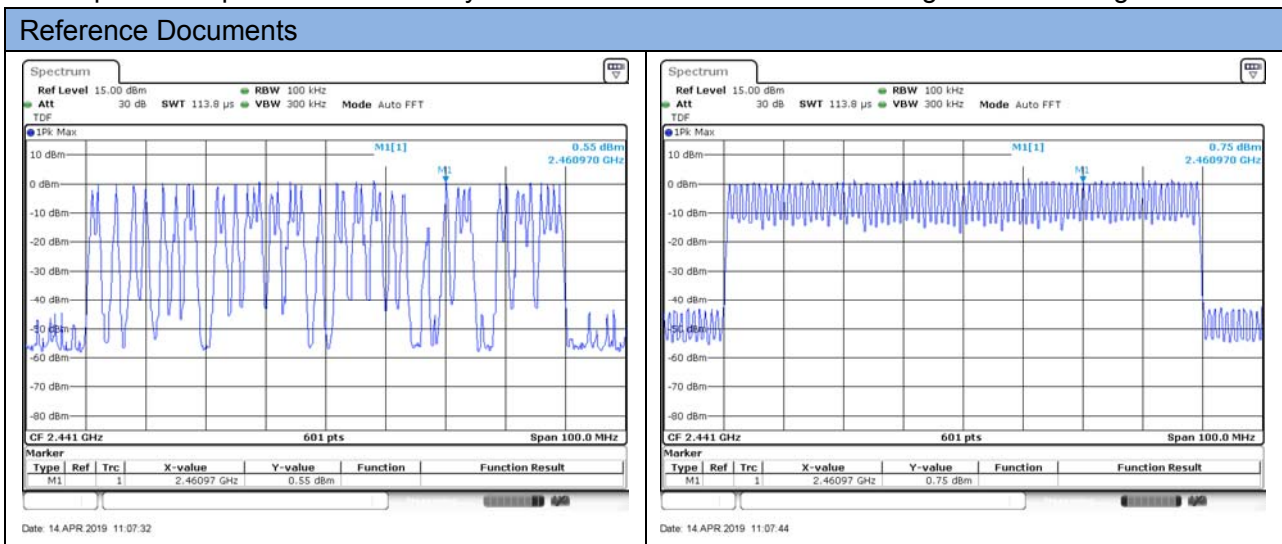 Reference Documents
Spectrum
Ref Level 15.00 dBm RBW 100 kHz
Att 30 dB SWT 113.8 µs VBW 300 kHz Mode Auto FFT
TDF
1Pk Max
M1[1] 0.55 dBm
2.460970 GHz
M1
10 dBm
0 dBm
-10 dBm
-20 dBm
-30 dBm
-40 dBm
-50 dBm
-60 dBm
-70 dBm
-80 dBm
CF 2.441 GHz 601 pts Span 100.0 MHz
Marker
Type Ref Trc X-value Y-value Function Function Result
M1 1 2.46097 GHz 0.55 dBm
Date: 14.APR.2019 11:07:32
Spectrum
Ref Level 15.00 dBm RBW 100 kHz
Att 30 dB SWT 113.8 µs VBW 300 kHz Mode Auto FFT
TDF
1Pk Max
M1[1] 0.75 dBm
2.460970 GHz
M1
10 dBm
0 dBm
-10 dBm
-20 dBm
-30 dBm
-40 dBm
-50 dBm
-60 dBm
-70 dBm
-80 dBm
CF 2.441 GHz 601 pts Span 100.0 MHz
Marker
Type Ref Trc X-value Y-value Function Function Result
M1 1 2.46097 GHz 0.75 dBm
Date: 14.APR.2019 11:07:44